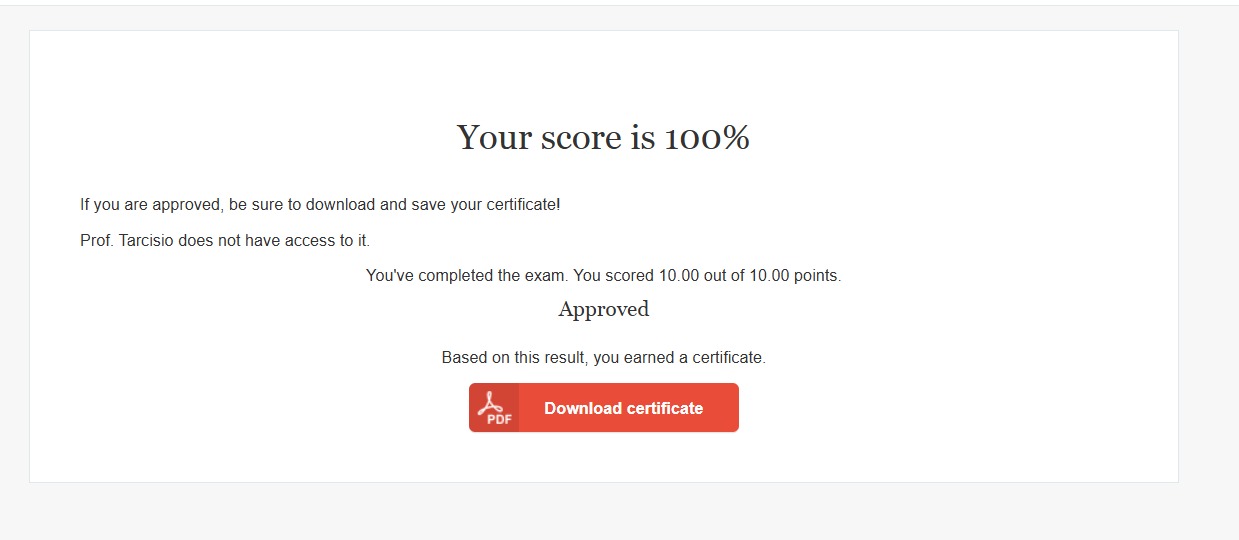 Your score is 100%
If you are approved, be sure to download and save your certificate!
Prof. Tarcisio does not have access to it.
You've completed the exam. You scored 10.00 out of 10.00 points.
Approved
Based on this result, you earned a certificate.
PDF
Download certificate